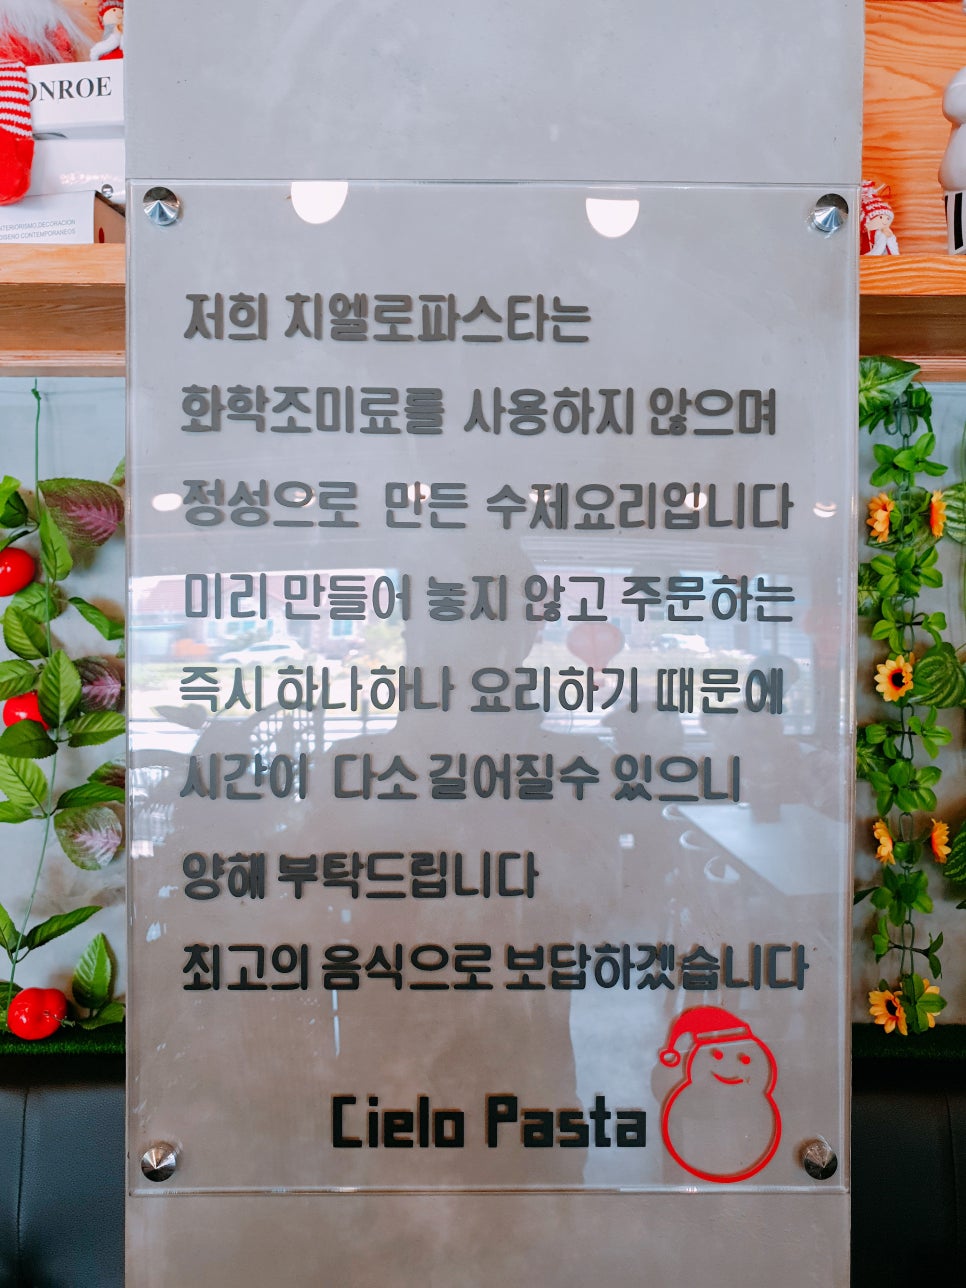 ONROE
INTERIORISMO,DECORACION
DISENO CONTEMPORANEOS
저희 치엘로파스타는
화학조미료를 사용하지 않으며
정성으로 만든 수제요리입니다
미리 만들어 놓지 않고 주문하는
즉시 하나하나 요리하기 때문에
시간이 다소 길어질수 있으니
양해 부탁드립니다
최고의 음식으로 보답하겠습니다
Cielo Pasta